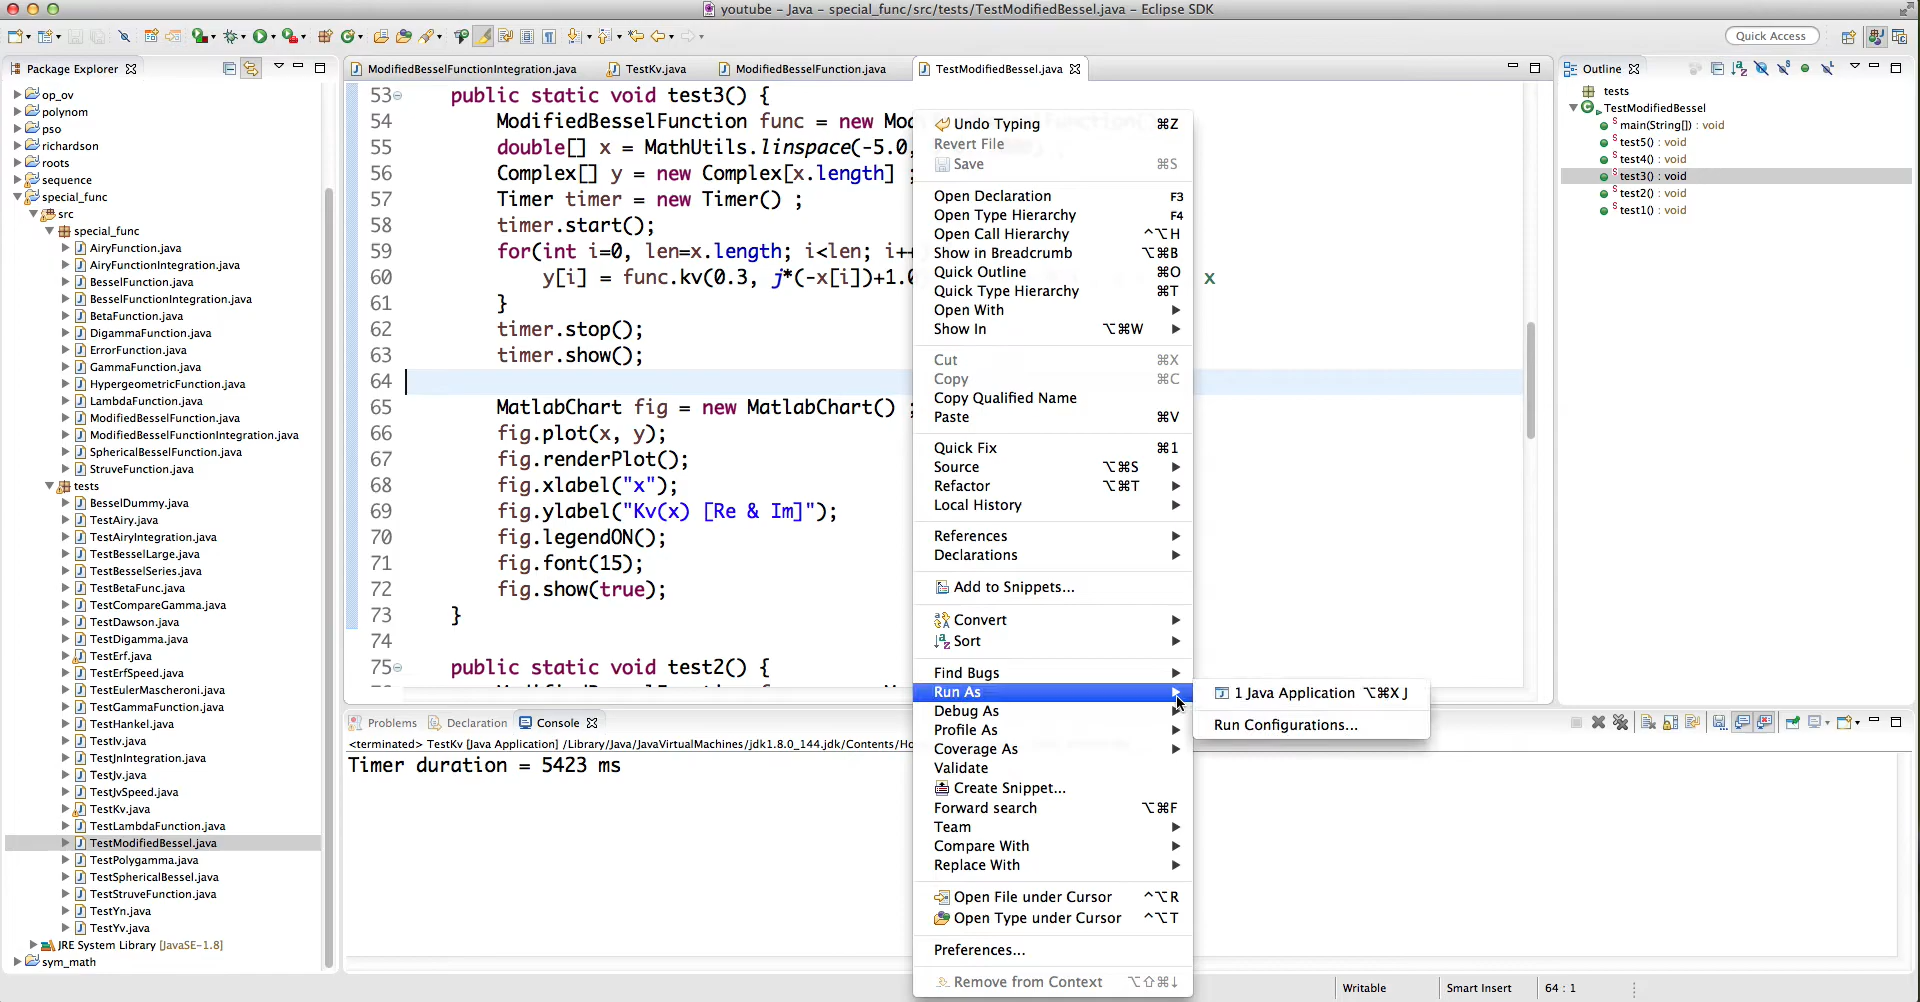 youtube - Java - special_func/src/tests/TestModifiedBessel.java - Eclipse SDK
Quick Access
Package Explorer
op_ov
polynom
pso
richardson
roots
sequence
special_func
src
special_func
AiryFunction.java
AiryFunctionIntegration.java
BesselFunction.java
BesselFunctionIntegration.java
BetaFunction.java
DigammaFunction.java
ErrorFunction.java
GammaFunction.java
HypergeometricFunction.java
LambdaFunction.java
ModifiedBesselFunction.java
ModifiedBesselFunctionIntegration.java
SphericalBesselFunction.java
StruveFunction.java
tests
BesselDummy.java
TestAiry.java
TestAiryIntegration.java
TestBesselLarge.java
TestBesselSeries.java
TestBetaFunc.java
TestCompareGamma.java
TestDawson.java
TestDigamma.java
TestErf.java
TestErfSpeed.java
TestEulerMascheroni.java
TestGammaFunction.java
TestHankel.java
TestIv.java
TestJnIntegration.java
TestJv.java
TestJvSpeed.java
TestKv.java
TestLambdaFunction.java
TestModifiedBessel.java
TestPolygamma.java
TestSphericalBessel.java
TestStruveFunction.java
TestYn.java
TestYv.java
JRE System Library [JavaSE-1.8]
sym_math
ModifiedBesselFunctionIntegration.java
TestKv.java
ModifiedBesselFunction.java
TestModifiedBessel.java
53 public static void test3() {
54 ModifiedBesselFunction func = new
55 double[] x = MathUtils.linspace(-5.0,
56 Complex[] y = new Complex[x.length] ;
57 Timer timer = new Timer() ;
58 timer.start();
59 for(int i=0, len=x.length; i<len; i++
60 y[i] = func.kv(0.3, j*(-x[i])+1.0 x
61 }
62 timer.stop();
63 timer.show();
64
65 MatlabChart fig = new MatlabChart() ;
66 fig.plot(x, y);
67 fig.renderPlot();
68 fig.xlabel("x");
69 fig.ylabel("Kv(x) [Re & Im]");
70 fig.legendON();
71 fig.font(15);
72 fig.show(true);
73 }
74
75 public static void test2() {
Undo Typing ⌘Z
Revert File
Save ⌘S
Open Declaration F3
Open Type Hierarchy F4
Open Call Hierarchy ^⌥H
Show in Breadcrumb ⌥⌘B
Quick Outline ⌘O
Quick Type Hierarchy ⌘T
Open With
Show In ⌥⌘W
Cut ⌘X
Copy ⌘C
Copy Qualified Name
Paste ⌘V
Quick Fix ⌘1
Source ⌥⌘S
Refactor ⌥⌘T
Local History
References
Declarations
Add to Snippets...
Convert
Sort
Find Bugs
Run As
Debug As
Profile As
Coverage As
Validate
Create Snippet...
Forward search ⌥⌘F
Team
Compare With
Replace With
Open File under Cursor ^⌥R
Open Type under Cursor ^⌥T
Preferences...
Remove from Context ⌥⇧⌘↓
1 Java Application ⌥⌘X J
Run Configurations...
Problems
Declaration
Console
<terminated> TestKv [Java Application] /Library/Java/JavaVirtualMachines/jdk1.8.0_144.jdk/Contents/Ho
Timer duration = 5423 ms
Outline
tests
TestModifiedBessel
main(String[]) : void
test5() : void
test4() : void
test3() : void
test2() : void
test1() : void
Writable
Smart Insert
64 : 1